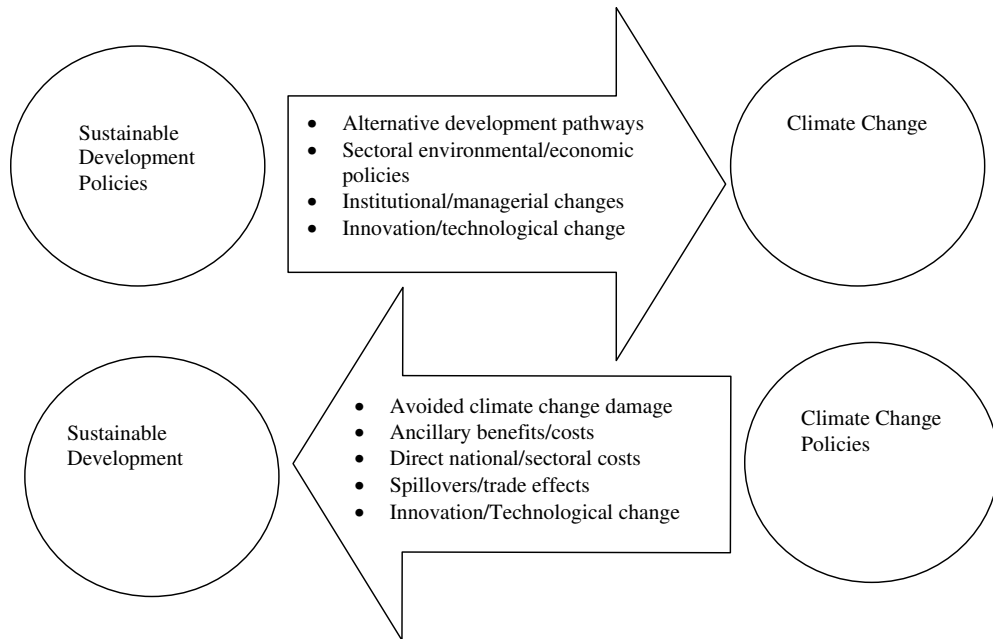 Sustainable
Development
Policies
• Alternative development pathways
• Sectoral environmental/economic
policies
• Institutional/managerial changes
• Innovation/technological change
Climate Change
Sustainable
Development
• Avoided climate change damage
• Ancillary benefits/costs
• Direct national/sectoral costs
• Spillovers/trade effects
• Innovation/Technological change
Climate Change
Policies